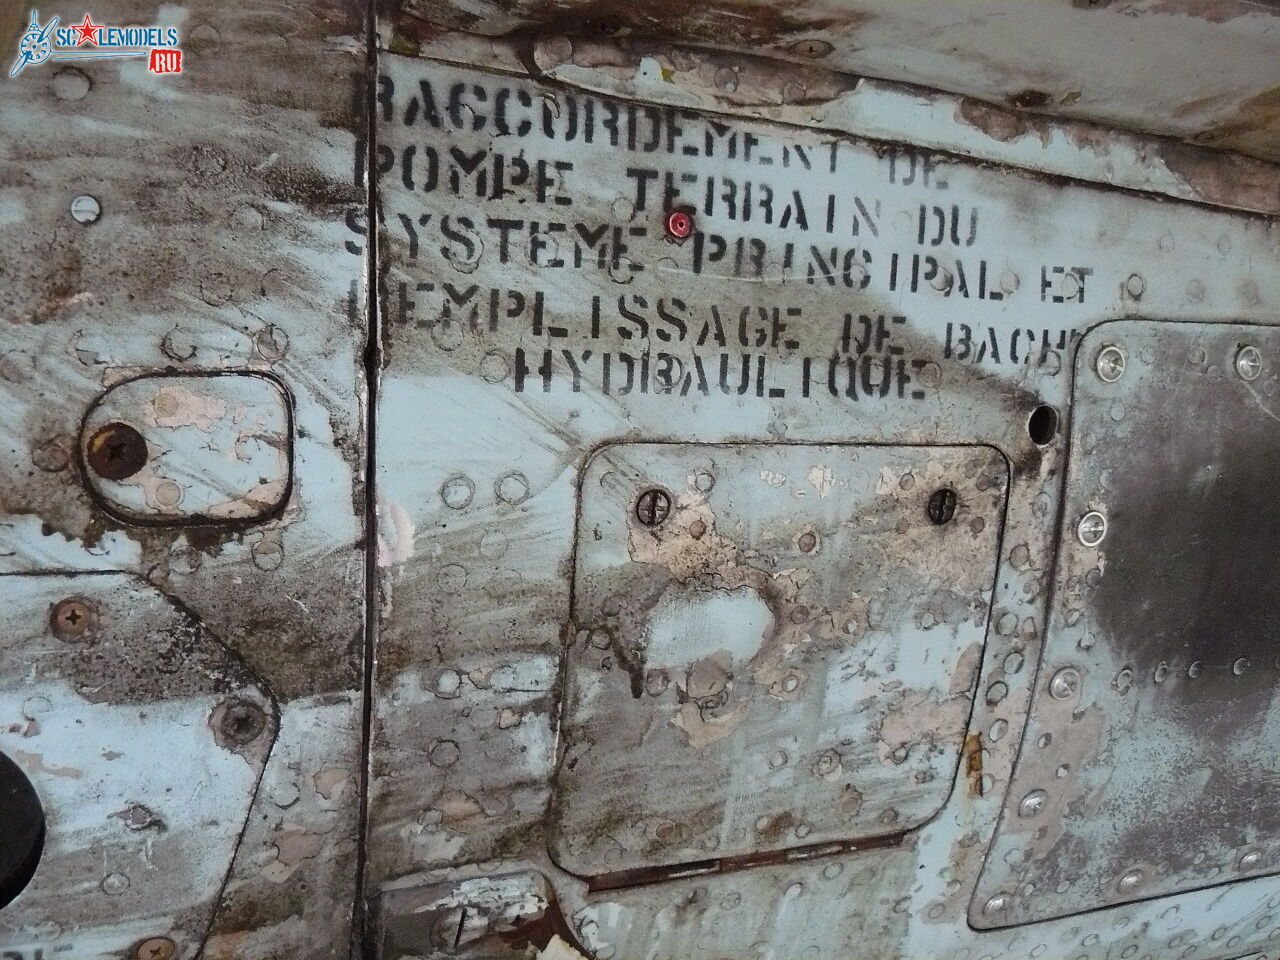 SCALEMODELS
RU
RACCORDEMENT DE
POMPE TERRAIN DU
SYSTEME PRINCIPAL ET
REMPLISSAGE DE BACHE
HYDRAULIQUE